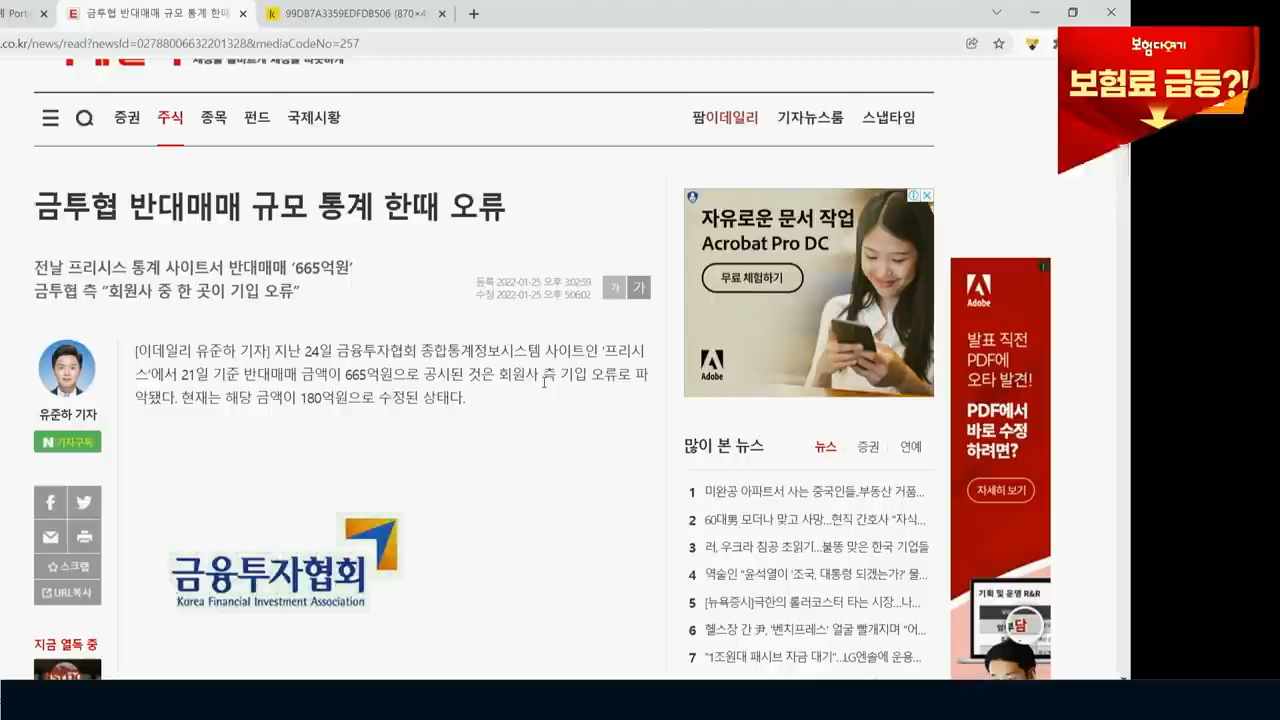 Port
금투협 반대매매 규모 통계 한때
99DB7A3359EDFDB506 (870×4
.co.kr/news/read?newsId=02788006632201328&mediaCodeNo=257
보험다여기
보험료 급등?!
증권 주식 종목 펀드 국제시황
팜이데일리 기자뉴스룸 스냅타임
금투협 반대매매 규모 통계 한때 오류
전날 프리시스 통계 사이트서 반대매매 ‘665억원’
금투협 측 “회원사 중 한 곳이 기입 오류”
등록 2022-01-25 오후 3:02:59
수정 2022-01-25 오후 5:06:02
가 가
[이데일리 유준하 기자] 지난 24일 금융투자협회 종합통계정보시스템 사이트인 ‘프리시
스’에서 21일 기준 반대매매 금액이 665억원으로 공시된 것은 회원사 측 기입 오류로 파
악됐다. 현재는 해당 금액이 180억원으로 수정된 상태다.
유준하 기자
N 기자구독
스크랩
URL복사
지금 열독 중
금융투자협회
Korea Financial Investment Association
자유로운 문서 작업
Acrobat Pro DC
무료 체험하기
Adobe
많이 본 뉴스 뉴스 증권 연예
1 미완공 아파트서 사는 중국인들..부동산 거품...
2 60대男 모더나 맞고 사망...현직 간호사 "자식...
3 러, 우크라 침공 초읽기...불똥 맞은 한국 기업들
4 역술인 "윤석열이 '조국, 대통령 되겠는가?' 물...
5 [뉴욕증시]극한의 롤러코스터 타는 시장...나...
6 헬스장 간 尹, '벤치프레스' 얼굴 빨개지며 "어...
7 "1조원대 패시브 자금 대기"...LG엔솔에 운용...
Adobe
발표 직전
PDF에
오타 발견!
PDF에서
바로 수정
하려면?
자세히 보기
기획 및 운영 R&R
담